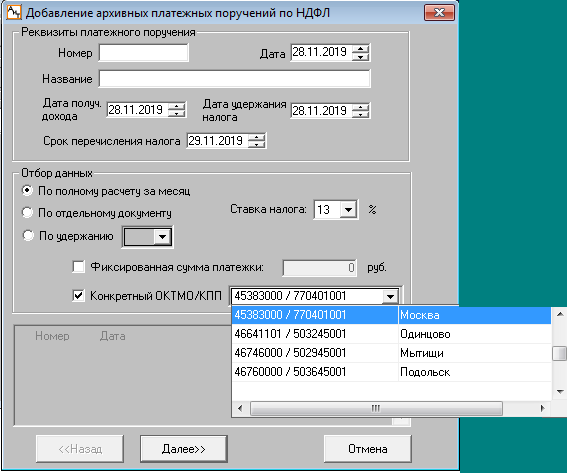 Добавление архивных платежных поручений по НДФЛ
Реквизиты платежного поручения
Номер Дата 28.11.2019
Название
Дата получ. дохода 28.11.2019 Дата удержания налога 28.11.2019
Срок перечисления налога 29.11.2019
Отбор данных
По полному расчету за месяц
По отдельному документу Ставка налога: 13 %
По удержанию
Фиксированная сумма платежки: 0 руб.
Конкретный ОКТМО/КПП 45383000 / 770401001
45383000 / 770401001 Москва
46641101 / 503245001 Одинцово
46746000 / 502945001 Мытищи
46760000 / 503645001 Подольск
Номер Дата
<<Назад Далее>> Отмена